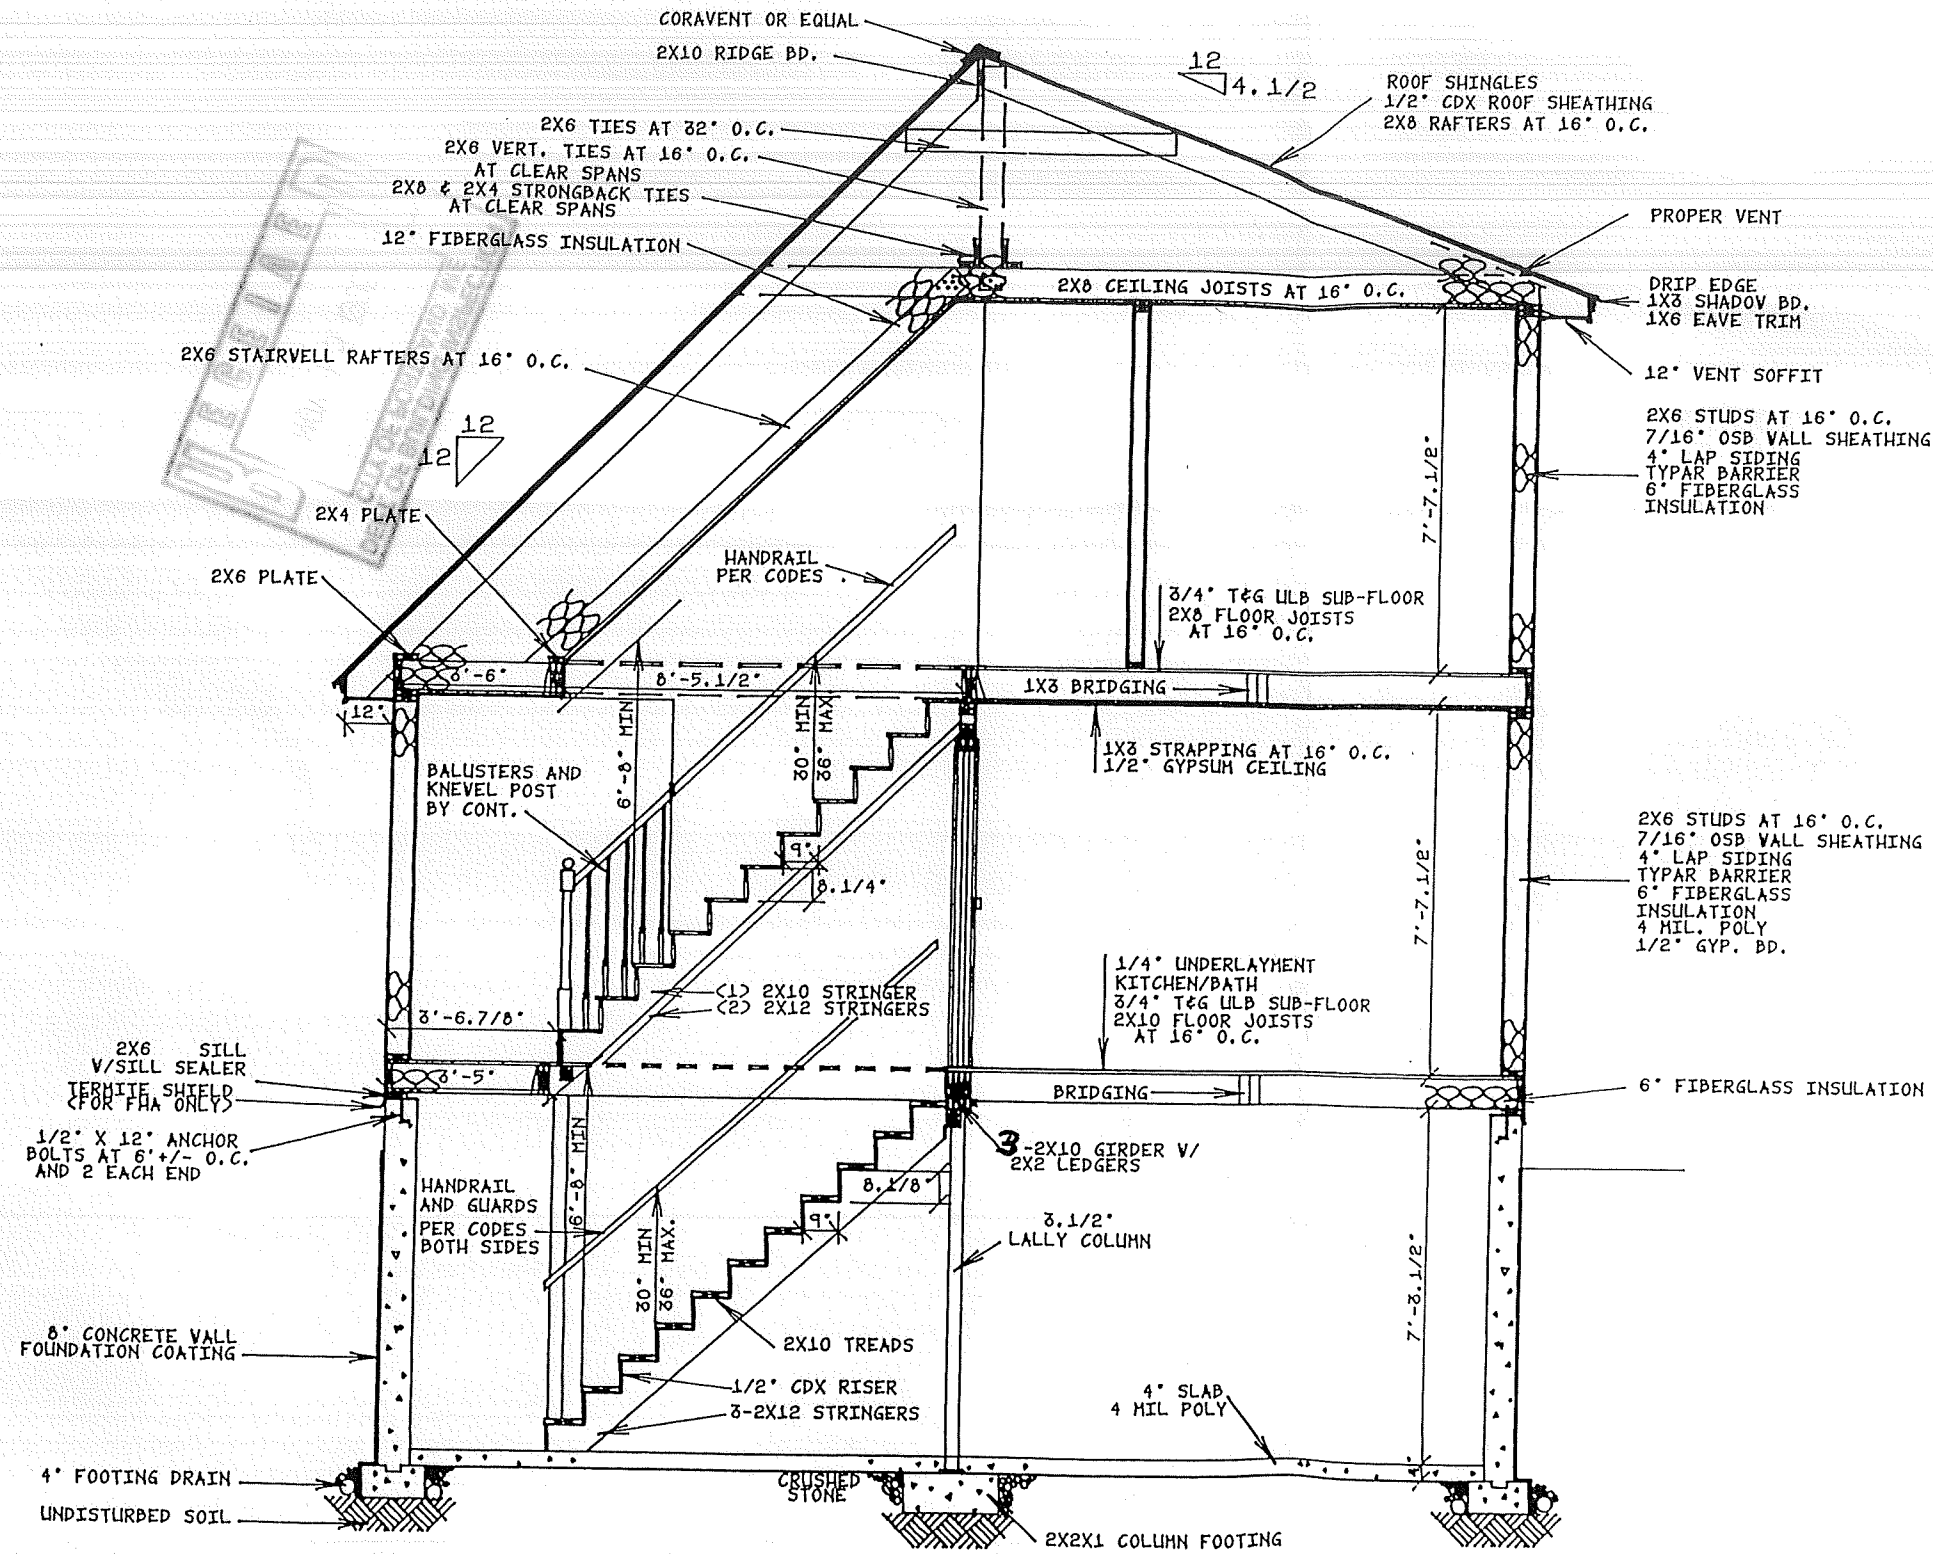 CORAVENT OR EQUAL
2X10 RIDGE BD.
12
4.1/2
ROOF SHINGLES
1/2" CDX ROOF SHEATHING
2X8 RAFTERS AT 16" O.C.
2X6 TIES AT 32" O.C.
2X6 VERT. TIES AT 16" O.C.
AT CLEAR SPANS
2X8 & 2X4 STRONGBACK TIES
AT CLEAR SPANS
12" FIBERGLASS INSULATION
PROPER VENT
2X8 CEILING JOISTS AT 16" O.C.
DRIP EDGE
1X3 SHADOW BD.
1X6 EAVE TRIM
12" VENT SOFFIT
2X6 STAIRWELL RAFTERS AT 16" O.C.
12
12
2X6 STUDS AT 16" O.C.
7/16" OSB WALL SHEATHING
4" LAP SIDING
TYPAR BARRIER
6" FIBERGLASS
INSULATION
7'-7.1/2"
2X4 PLATE
2X6 PLATE
HANDRAIL
PER CODES .
3/4" T&G ULB SUB-FLOOR
2X8 FLOOR JOISTS
AT 16" O.C.
3'-6"
8'-5.1/2"
1X3 BRIDGING
12"
6'-8" MIN
30" MIN
36" MAX.
1X3 STRAPPING AT 16" O.C.
1/2" GYPSUM CEILING
BALUSTERS AND
KNEWEL POST
BY CONT.
9"
8.1/4"
7'-7.1/2"
2X6 STUDS AT 16" O.C.
7/16" OSB WALL SHEATHING
4" LAP SIDING
TYPAR BARRIER
6" FIBERGLASS
INSULATION
4 MIL. POLY
1/2" GYP. BD.
(1) 2X10 STRINGER
(2) 2X12 STRINGERS
1/4" UNDERLAYMENT
KITCHEN/BATH
3/4" T&G ULB SUB-FLOOR
2X10 FLOOR JOISTS
AT 16" O.C.
3'-6.7/8"
2X6 SILL
W/SILL SEALER
TERMITE SHIELD
(FOR FHA ONLY)
3'-5"
BRIDGING
6" FIBERGLASS INSULATION
1/2" X 12" ANCHOR
BOLTS AT 6'+/- O.C.
AND 2 EACH END
3-2X10 GIRDER W/
2X2 LEDGERS
6'-8" MIN
HANDRAIL
AND GUARDS
PER CODES
BOTH SIDES
8.1/8"
9"
3.1/2"
LALLY COLUMN
30" MIN
36" MAX.
7'-3.1/2"
8" CONCRETE WALL
FOUNDATION COATING
2X10 TREADS
1/2" CDX RISER
3-2X12 STRINGERS
4" SLAB
4 MIL POLY
4"
4" FOOTING DRAIN
CRUSHED
STONE
UNDISTURBED SOIL
2X2X1 COLUMN FOOTING